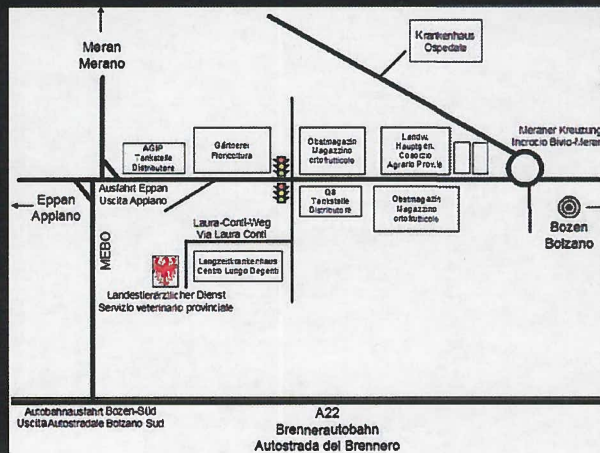 Meran
Merano
Krankenhaus
Ospedale
AGIP
Tankstelle
Distributore
Gärtnerei
Floricoltura
Obstmagazin
Magazzino
ortofrutticolo
Landw.
Hauptgen.
Consorzio
Agrario Prov.le
Meraner Kreuzung
Incrocio Bivio-Meran
Eppan
Appiano
Ausfahrt Eppan
Uscita Appiano
Q8
Tankstelle
Distributore
Obstmagazin
Magazzino
ortofrutticolo
Bozen
Bolzano
MEBO
Laura-Conti-Weg
Via Laura Conti
Langzeitkrankenhaus
Centro Lungo Degenti
Landestierärztlicher Dienst
Servizio veterinario provinciale
Autobahnausfahrt Bozen-Süd
Uscita Autostradale Bolzano Sud
A22
Brennerautobahn
Autostrada del Brennero